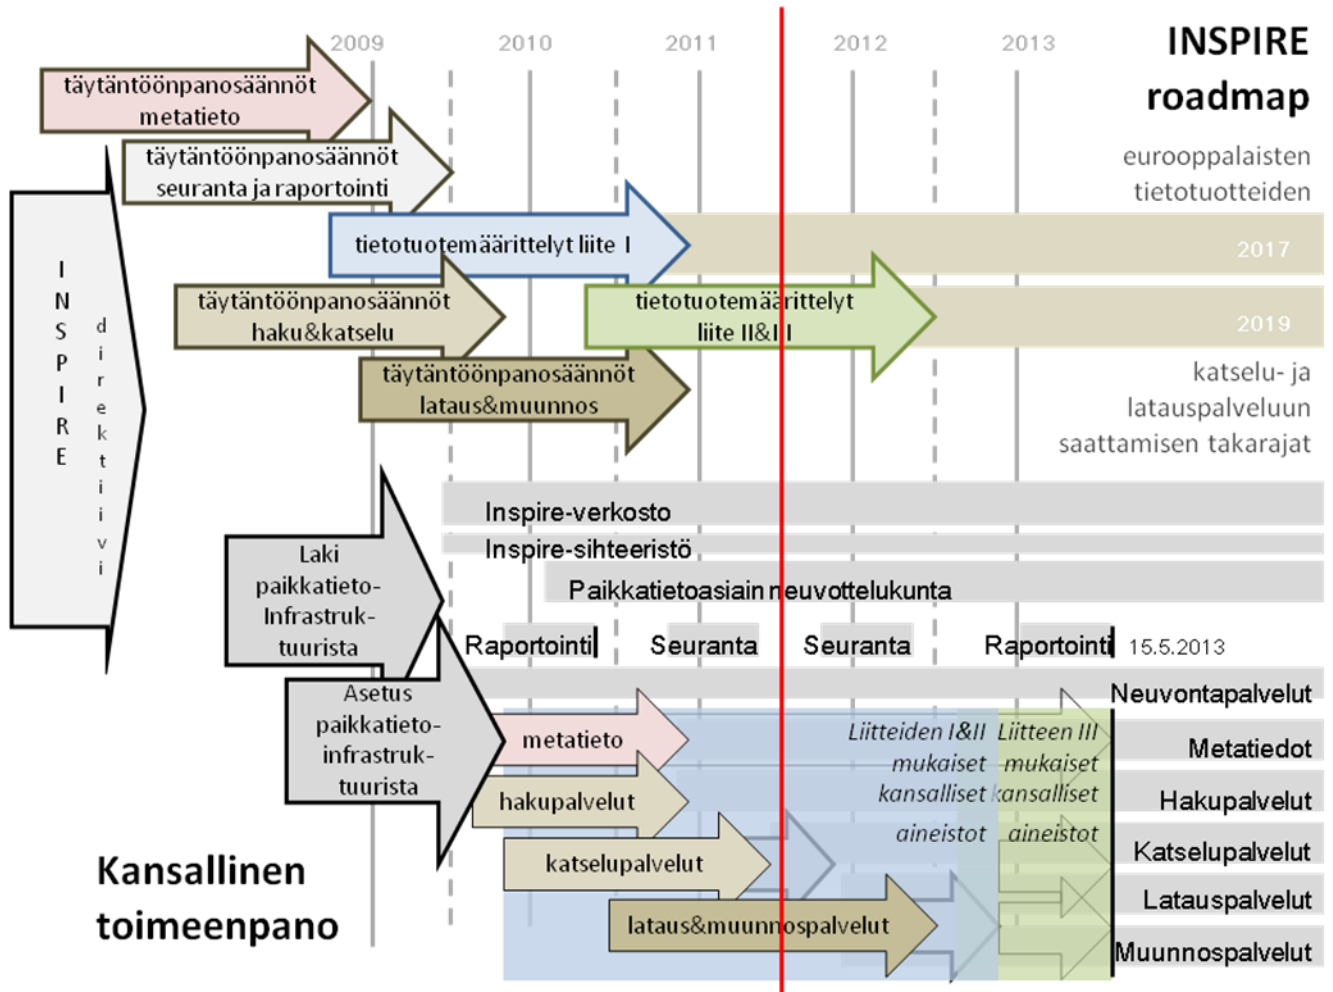 2009
2010
2011
2012
2013
INSPIRE
roadmap
täytäntöönpanosäännöt
metatieto
täytäntöönpanosäännöt
seuranta ja raportointi
eurooppalaisten
tietotuotteiden
tietotuotemäärittelyt liite I
2017
täytäntöönpanosäännöt
haku&katselu
tietotuotemäärittelyt
liite II&III
2019
täytäntöönpanosäännöt
lataus&muunnos
katselu- ja
latauspalveluun
saattamisen takarajat
INSPIRE
direktiivi
Inspire-verkosto
Inspire-sihteeristö
Paikkatietoasiain neuvottelukunta
Laki
paikkatieto-
Infrastruk-
tuurista
Raportointi
Seuranta
Seuranta
Raportointi
15.5.2013
Asetus
paikkatieto-
infrastruk-
tuurista
Neuvontapalvelut
metatieto
Liitteiden I&II
mukaiset
kansalliset
aineistot
Liitteen III
mukaiset
kansalliset
aineistot
Metatiedot
hakupalvelut
Hakupalvelut
katselupalvelut
Katselupalvelut
lataus&muunnospalvelut
Latauspalvelut
Muunnospalvelut
Kansallinen
toimeenpano